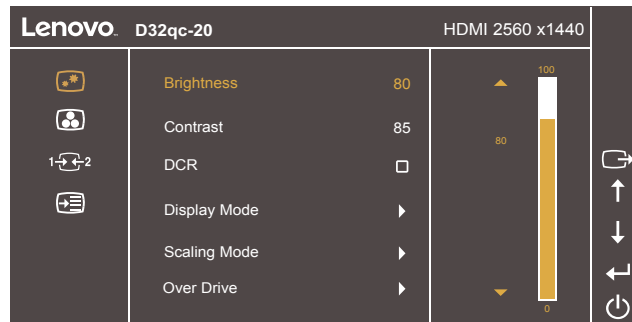 Lenovo. D32qc-20 HDMI 2560 x1440
Brightness 80
Contrast 85
DCR
Display Mode
Scaling Mode
Over Drive
100
80
0
1 2